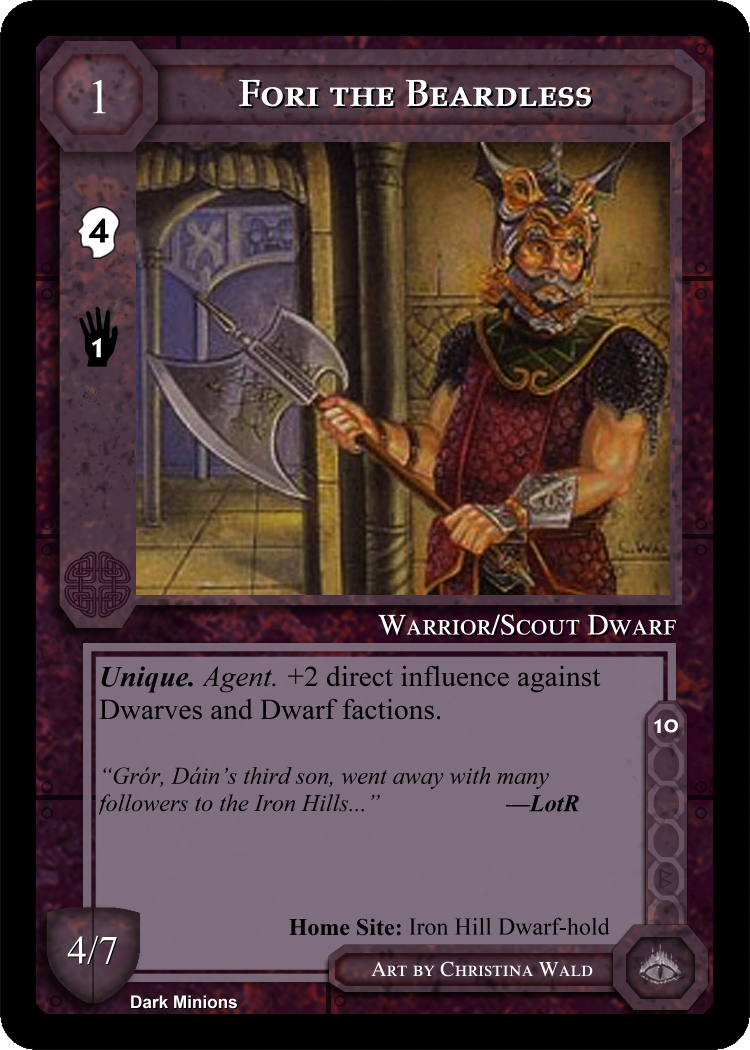 1
Fori the Beardless
4
1
C. Wa
Warrior/Scout Dwarf
Unique. Agent. +2 direct influence against
Dwarves and Dwarf factions.
10
“Grór, Dáin’s third son, went away with many
followers to the Iron Hills...” —LotR
Home Site: Iron Hill Dwarf-hold
4/7
Art by Christina Wald
Dark Minions